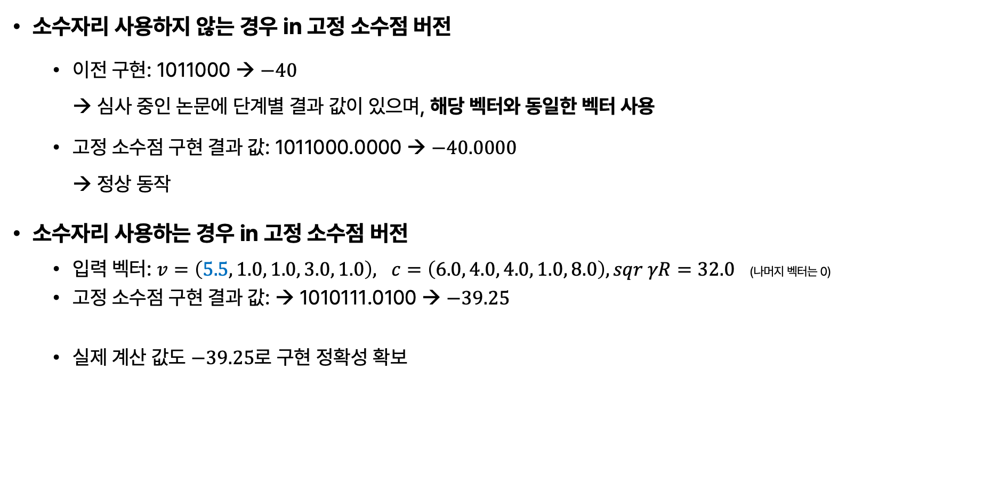 • 소수자리 사용하지 않는 경우 in 고정 소수점 버전
• 이전 구현: 1011000 → −40
→ 심사 중인 논문에 단계별 결과 값이 있으며, 해당 벡터와 동일한 벡터 사용
• 고정 소수점 구현 결과 값: 1011000.0000 → −40.0000
→ 정상 동작
• 소수자리 사용하는 경우 in 고정 소수점 버전
• 입력 벡터: v = (5.5, 1.0, 1.0, 3.0, 1.0), c = (6.0, 4.0, 4.0, 1.0, 8.0), sqr γR = 32.0 (나머지 벡터는 0)
• 고정 소수점 구현 결과 값: → 1010111.0100 → −39.25
• 실제 계산 값도 −39.25로 구현 정확성 확보